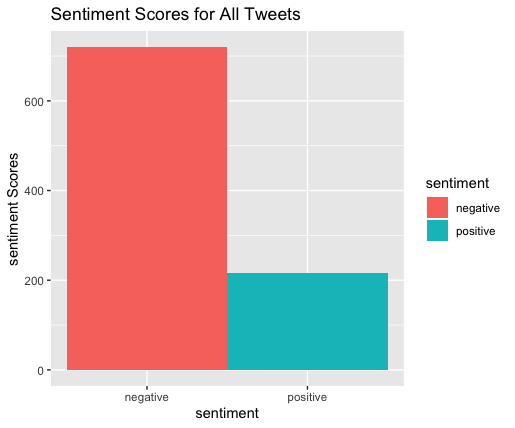 Sentiment Scores for All Tweets
sentiment Scores
600
400
200
0
negative positive
sentiment
sentiment
negative
positive